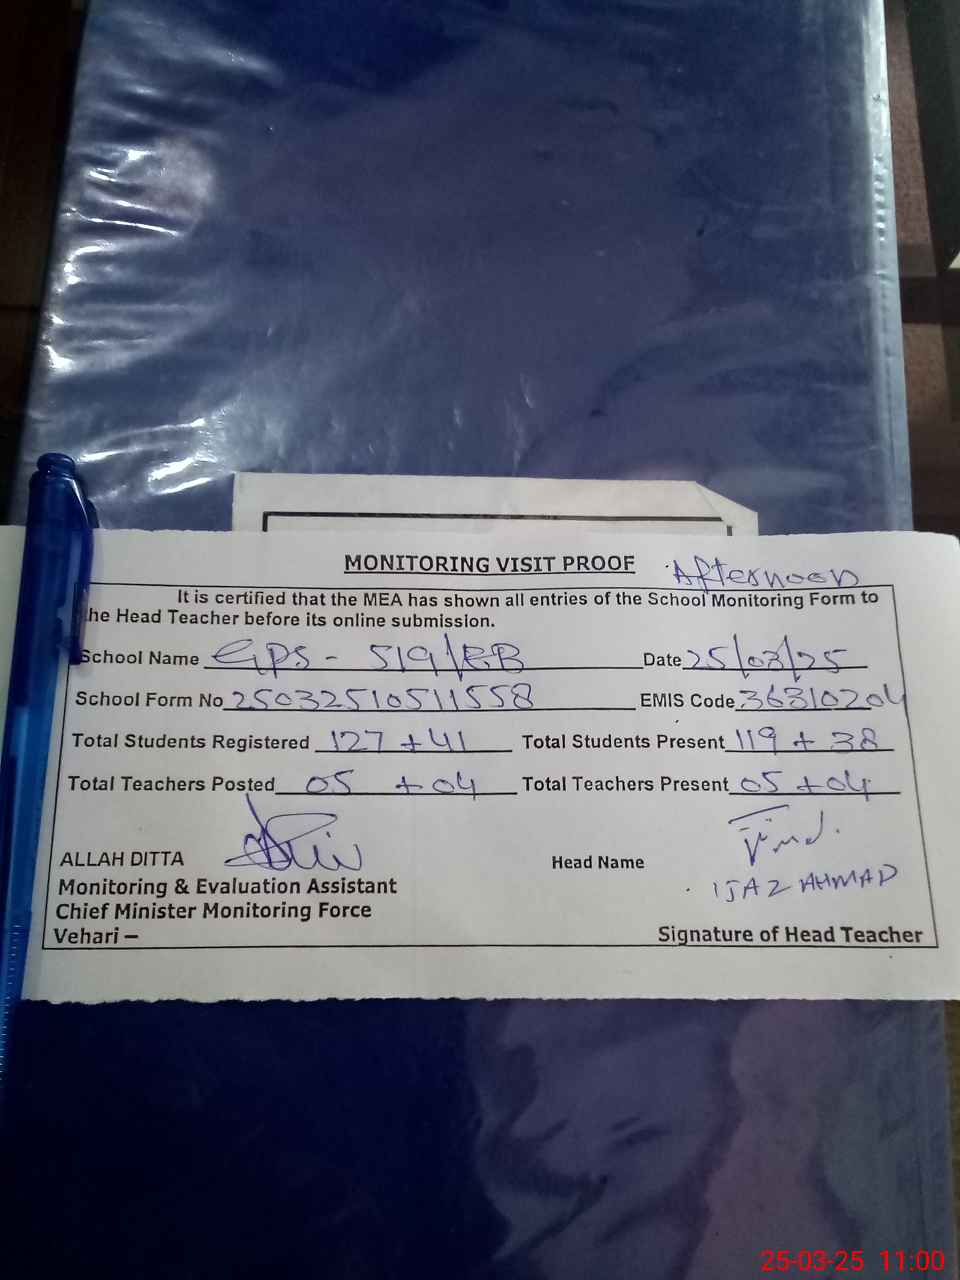 MONITORING VISIT PROOF
Afternoon
It is certified that the MEA has shown all entries of the School Monitoring Form to
the Head Teacher before its online submission.
School Name GPS - 519/EB Date 25/03/25
School Form No 25032510511558 EMIS Code 36310204
Total Students Registered 127 + 41 Total Students Present 119 + 38
Total Teachers Posted 05 + 04 Total Teachers Present 05 + 04
ALLAH DITTA Head Name
IJAZ AHMAD
Monitoring & Evaluation Assistant
Chief Minister Monitoring Force
Vehari – Signature of Head Teacher
25-03-25 11:00